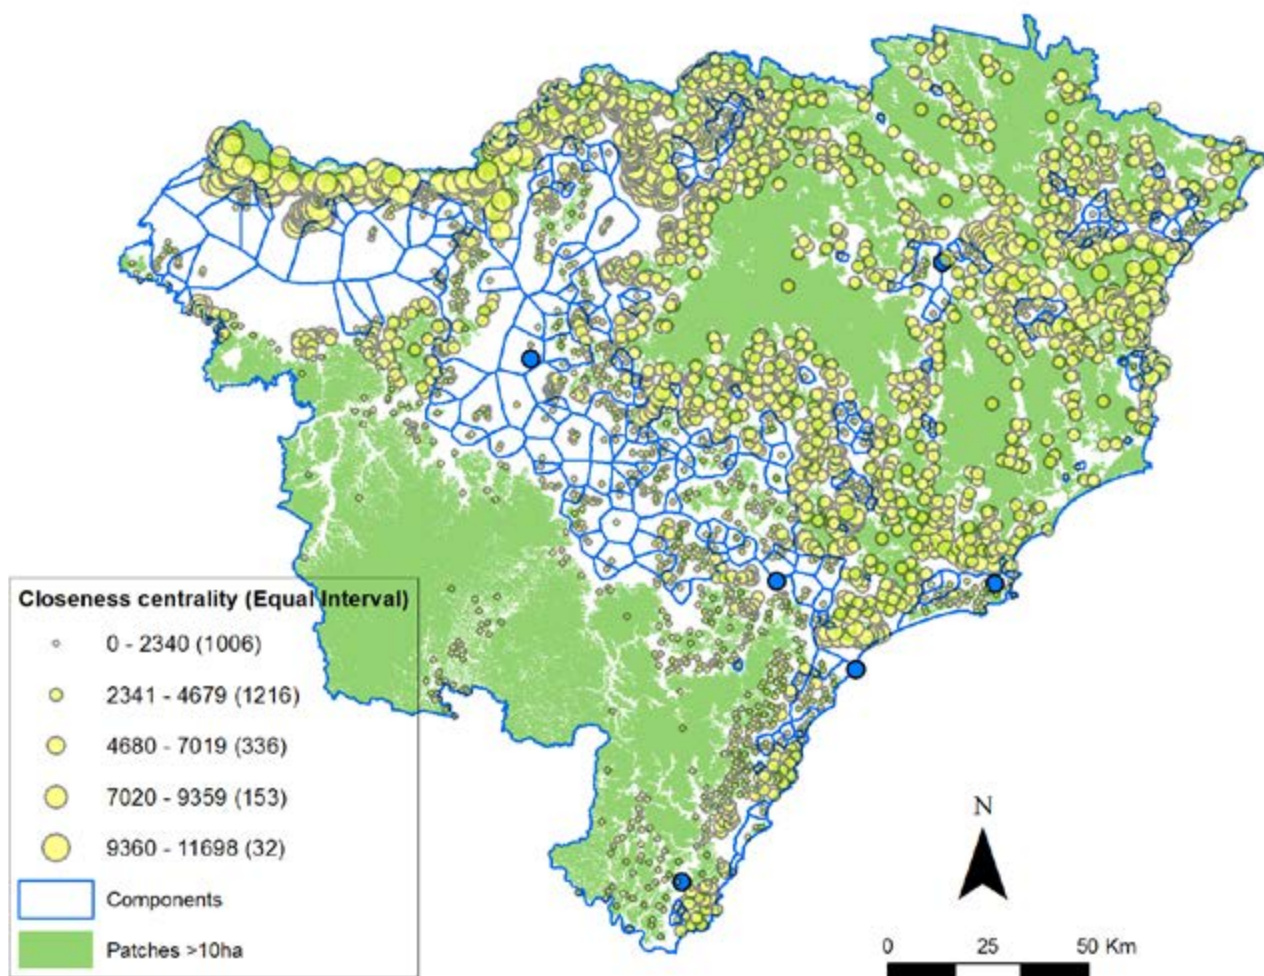 Closeness centrality (Equal Interval)
0 - 2340 (1006)
2341 - 4679 (1216)
4680 - 7019 (336)
7020 - 9359 (153)
9360 - 11698 (32)
Components
Patches >10ha
N
0 25 50 Km